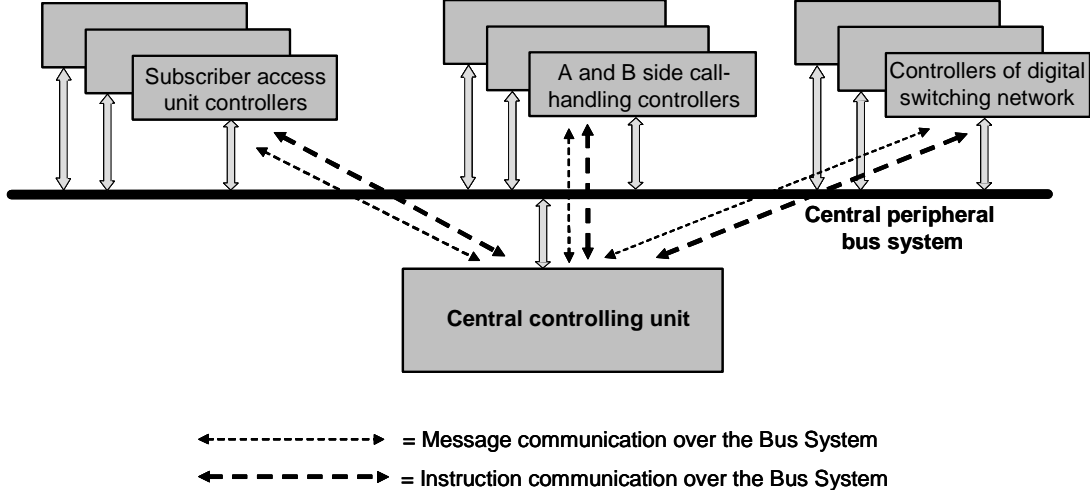 Subscriber access
unit controllers
A and B side call-
handling controllers
Controllers of digital
switching network
Central peripheral
bus system
Central controlling unit
= Message communication over the Bus System
= Instruction communication over the Bus System